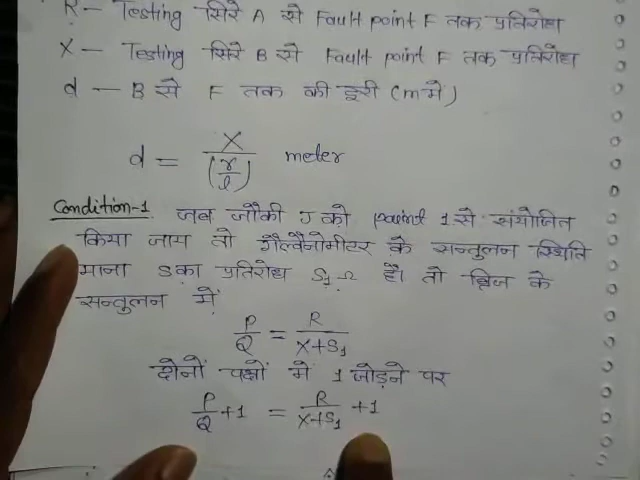 R – Testing सिरे A से Fault point F तक प्रतिरोध
X – Testing सिरे B से Fault point F तक प्रतिरोध
d – B से F तक की दूरी (m में)
d = X / (r/l) meter
Condition-1. जब जौकी J को point 1 से संयोजित
किया जाय तो गैल्वैनोमीटर के सन्तुलन स्थिति
माना S का प्रतिरोध S₁ Ω है। तो ब्रिज के
सन्तुलन में
P/Q = R/(X+S₁)
दोनों पक्षों में 1 जोड़ने पर
P/Q + 1 = R/(X+S₁) + 1